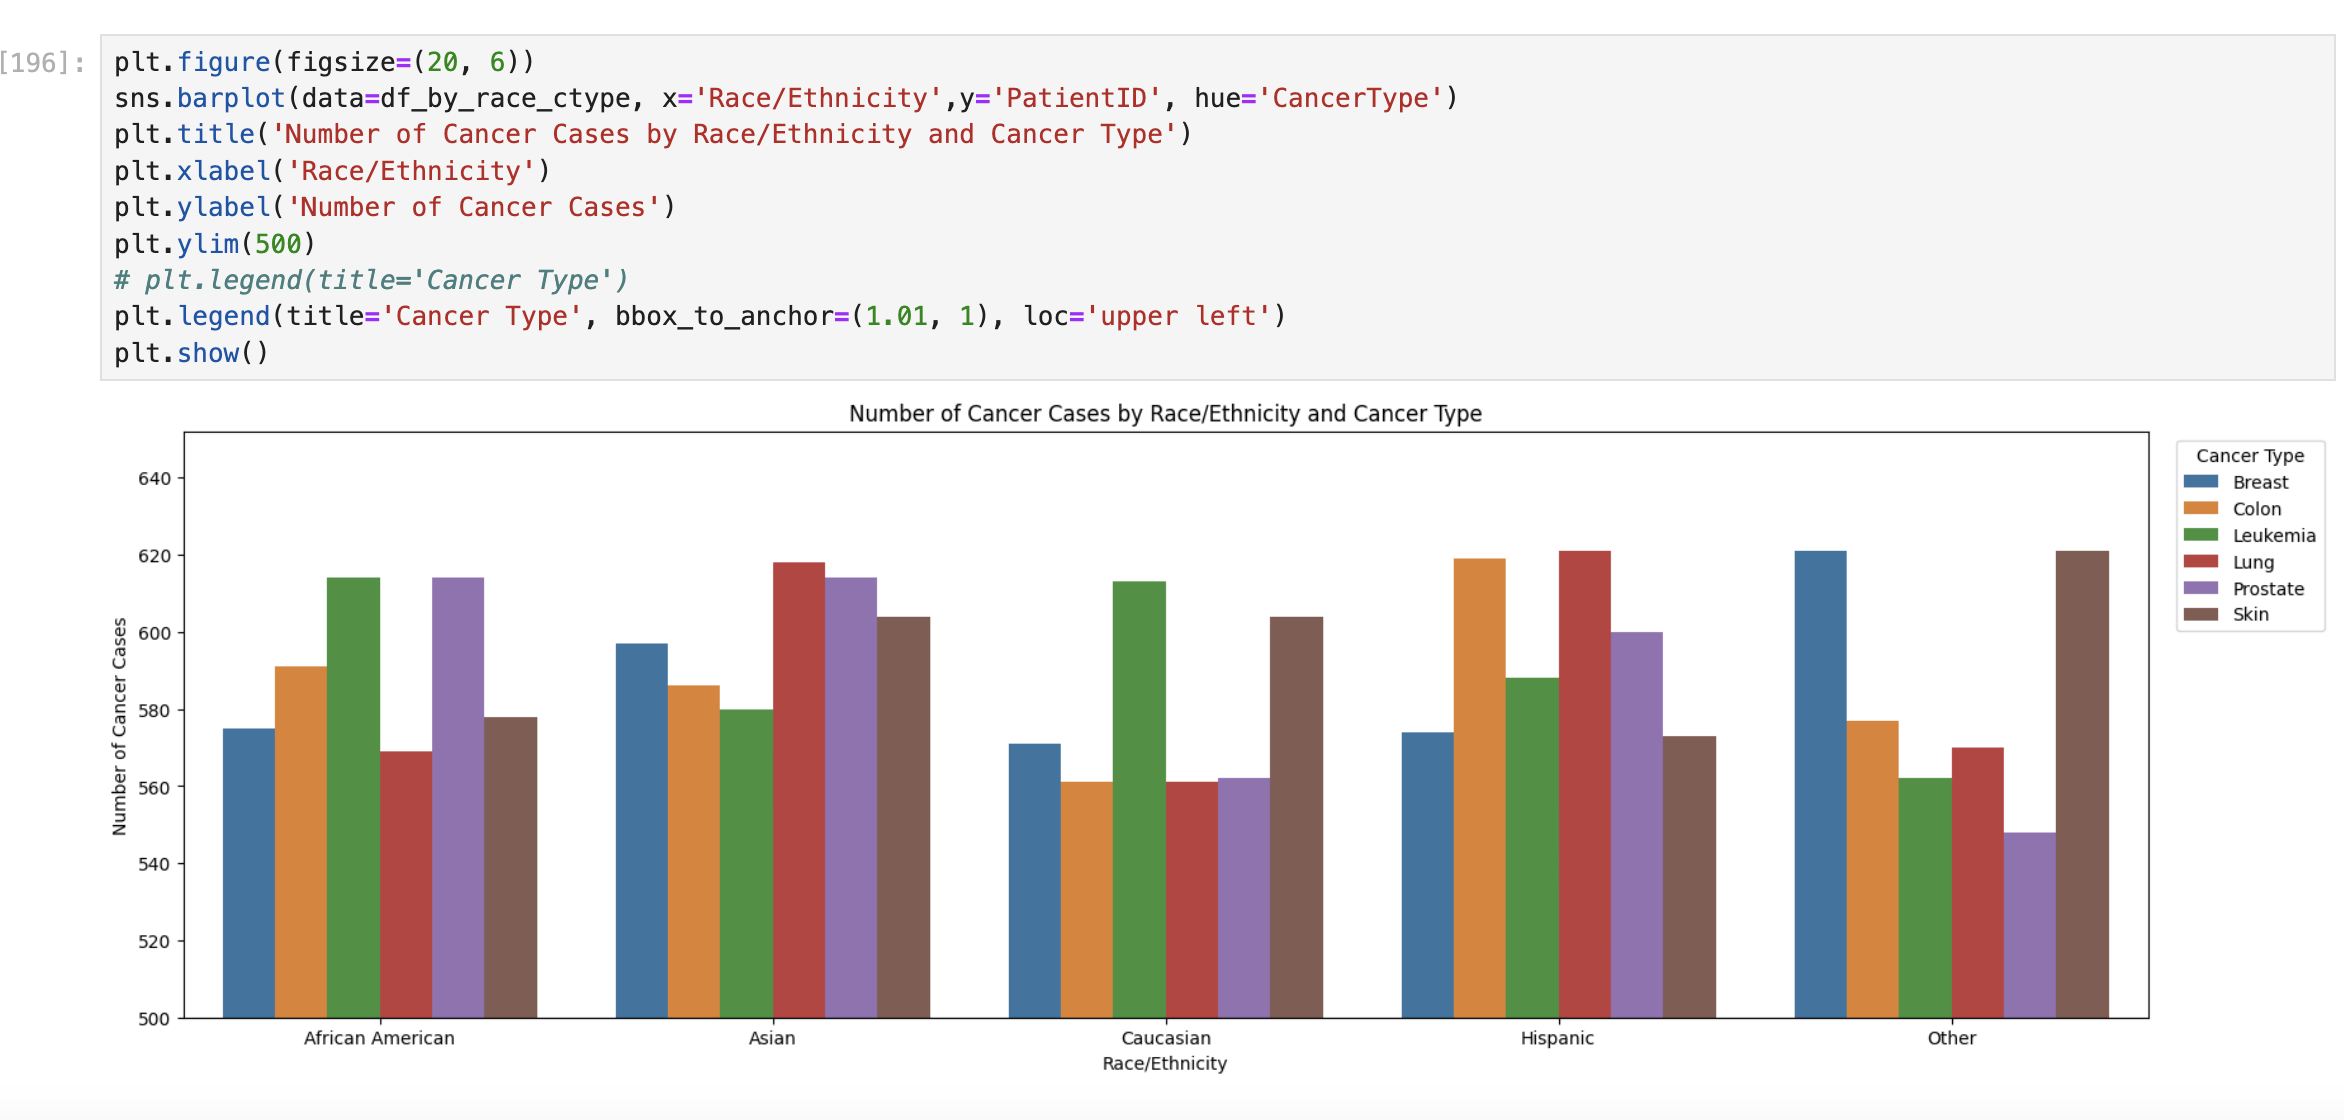 [196]:
plt.figure(figsize=(20, 6))
sns.barplot(data=df_by_race_ctype, x='Race/Ethnicity',y='PatientID', hue='CancerType')
plt.title('Number of Cancer Cases by Race/Ethnicity and Cancer Type')
plt.xlabel('Race/Ethnicity')
plt.ylabel('Number of Cancer Cases')
plt.ylim(500)
# plt.legend(title='Cancer Type')
plt.legend(title='Cancer Type', bbox_to_anchor=(1.01, 1), loc='upper left')
plt.show()
Number of Cancer Cases by Race/Ethnicity and Cancer Type
Number of Cancer Cases
640
620
600
580
560
540
520
500
African American
Asian
Caucasian
Hispanic
Other
Race/Ethnicity
Cancer Type
Breast
Colon
Leukemia
Lung
Prostate
Skin